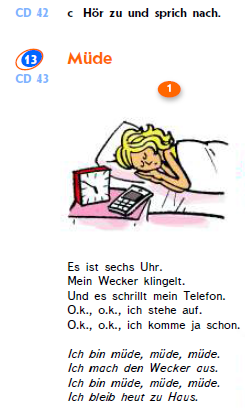 CD 42 c Hör zu und sprich nach.
13 Müde
CD 43
1
Es ist sechs Uhr.
Mein Wecker klingelt.
Und es schrillt mein Telefon.
O.k., o.k., ich stehe auf.
O.k., o.k., ich komme ja schon.
Ich bin müde, müde, müde.
Ich mach den Wecker aus.
Ich bin müde, müde, müde.
Ich bleib heut zu Haus.